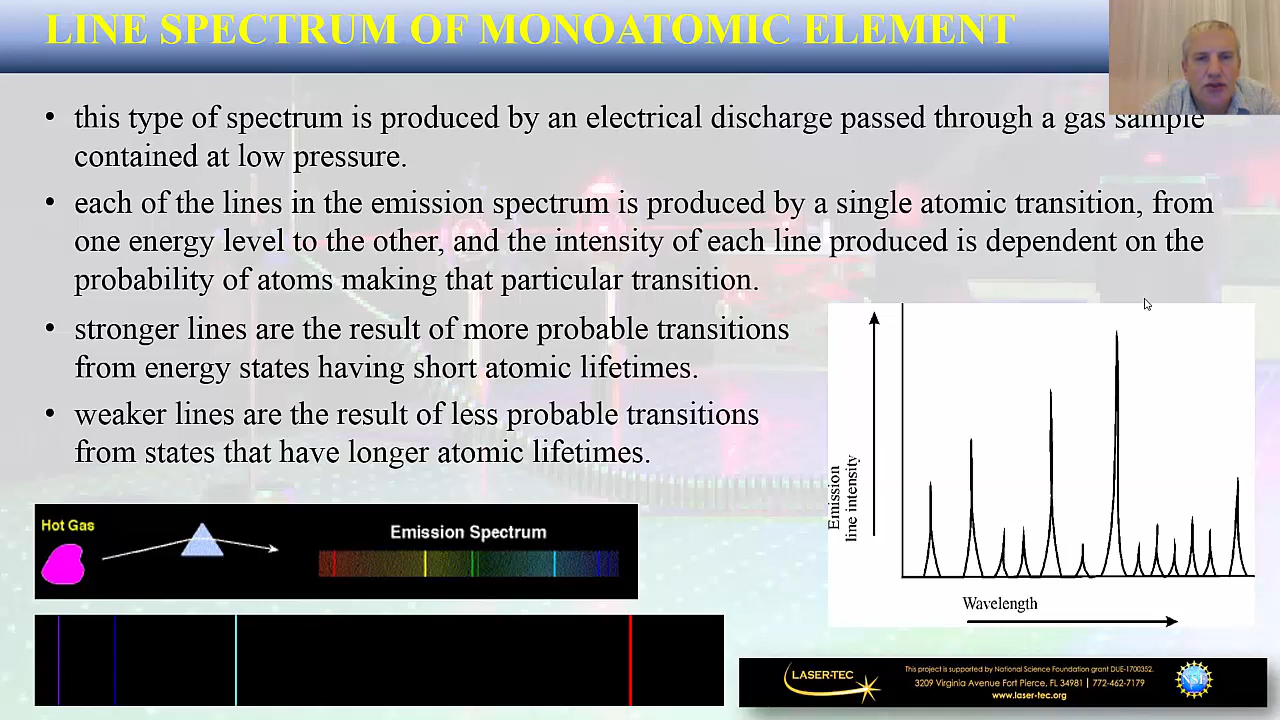 LINE SPECTRUM OF MONOATOMIC ELEMENT
• this type of spectrum is produced by an electrical discharge passed through a gas sample
contained at low pressure.
• each of the lines in the emission spectrum is produced by a single atomic transition, from
one energy level to the other, and the intensity of each line produced is dependent on the
probability of atoms making that particular transition.
• stronger lines are the result of more probable transitions
from energy states having short atomic lifetimes.
• weaker lines are the result of less probable transitions
from states that have longer atomic lifetimes.
Emission
line intensity
Wavelength
Hot Gas
Emission Spectrum
LASER-TEC
This project is supported by National Science Foundation grant DUE-1700352.
3209 Virginia Avenue Fort Pierce, FL 34981 | 772-462-7179
www.laser-tec.org
NSF